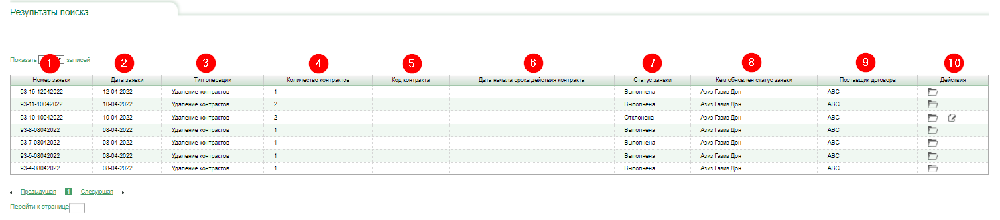 Результаты поиска
Показать записей
1 2 3 4 5 6 7 8 9 10
Номер заявки Дата заявки Тип операции Количество контрактов Код контракта Дата начала срока действия контракта Статус заявки Кем обновлен статус заявки Поставщик договора Действия
93-15-12042022 12-04-2022 Удаление контрактов 1 Выполнена Азиз Газиз Дон ABC
93-11-10042022 10-04-2022 Удаление контрактов 2 Выполнена Азиз Газиз Дон ABC
93-10-10042022 10-04-2022 Удаление контрактов 2 Отклонена Азиз Газиз Дон ABC
93-8-08042022 08-04-2022 Удаление контрактов 1 Выполнена Азиз Газиз Дон ABC
93-7-08042022 08-04-2022 Удаление контрактов 1 Выполнена Азиз Газиз Дон ABC
93-5-08042022 08-04-2022 Удаление контрактов 1 Выполнена Азиз Газиз Дон ABC
93-4-08042022 08-04-2022 Удаление контрактов 1 Выполнена Азиз Газиз Дон ABC
Предыдущая 1 Следующая
Перейти к странице